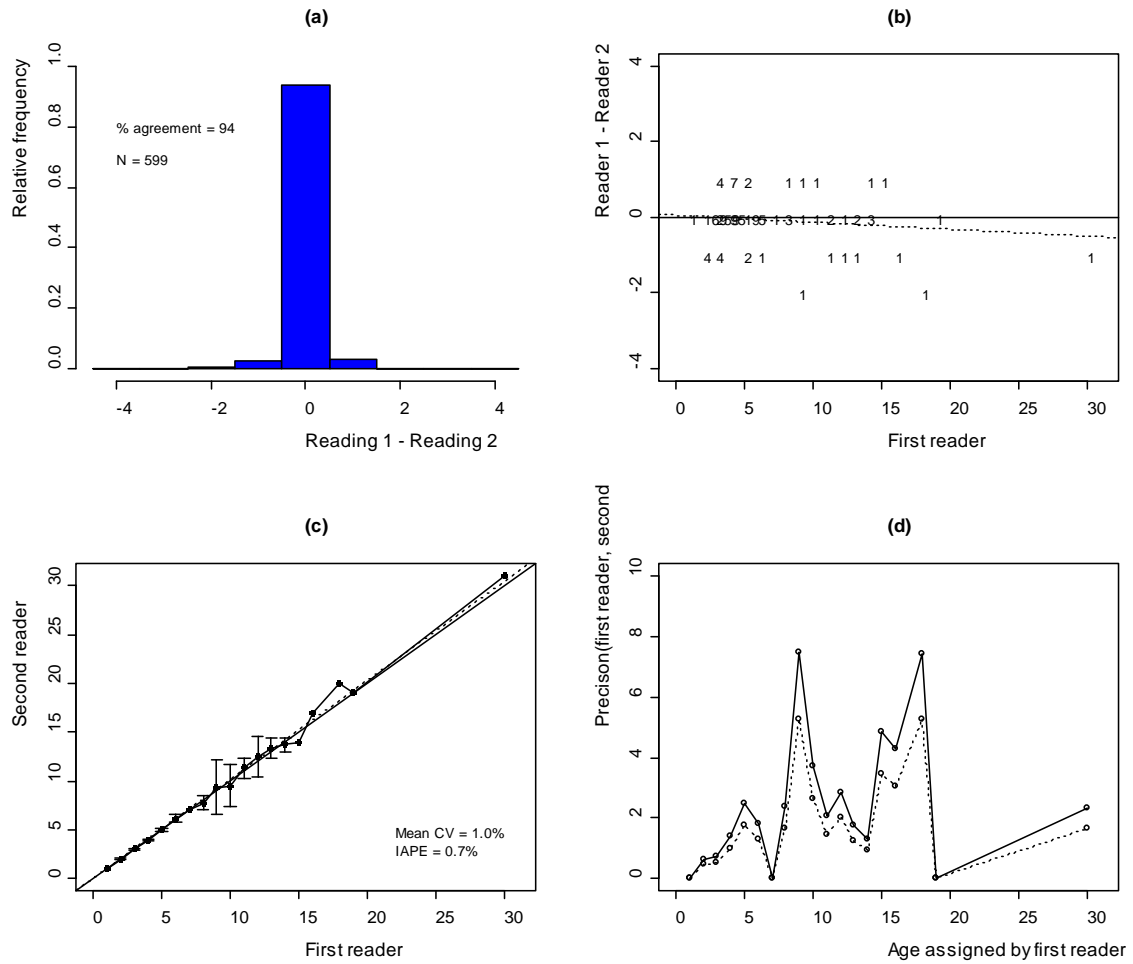 (a)
Relative frequency
1.0
0.8
0.6
0.4
0.2
0.0
% agreement = 94
N = 599
-4 -2 0 2 4
Reading 1 - Reading 2
(b)
Reader 1 - Reader 2
4
2
0
-2
-4
4 7 2 1 1 1 1 1
4 4 2 1 1 1 1 1 1
1 1
0 5 10 15 20 25 30
First reader
(c)
Second reader
30
25
20
15
10
5
0
Mean CV = 1.0%
IAPE = 0.7%
0 5 10 15 20 25 30
First reader
(d)
Precison(first reader, second
10
8
6
4
2
0
0 5 10 15 20 25 30
Age assigned by first reader